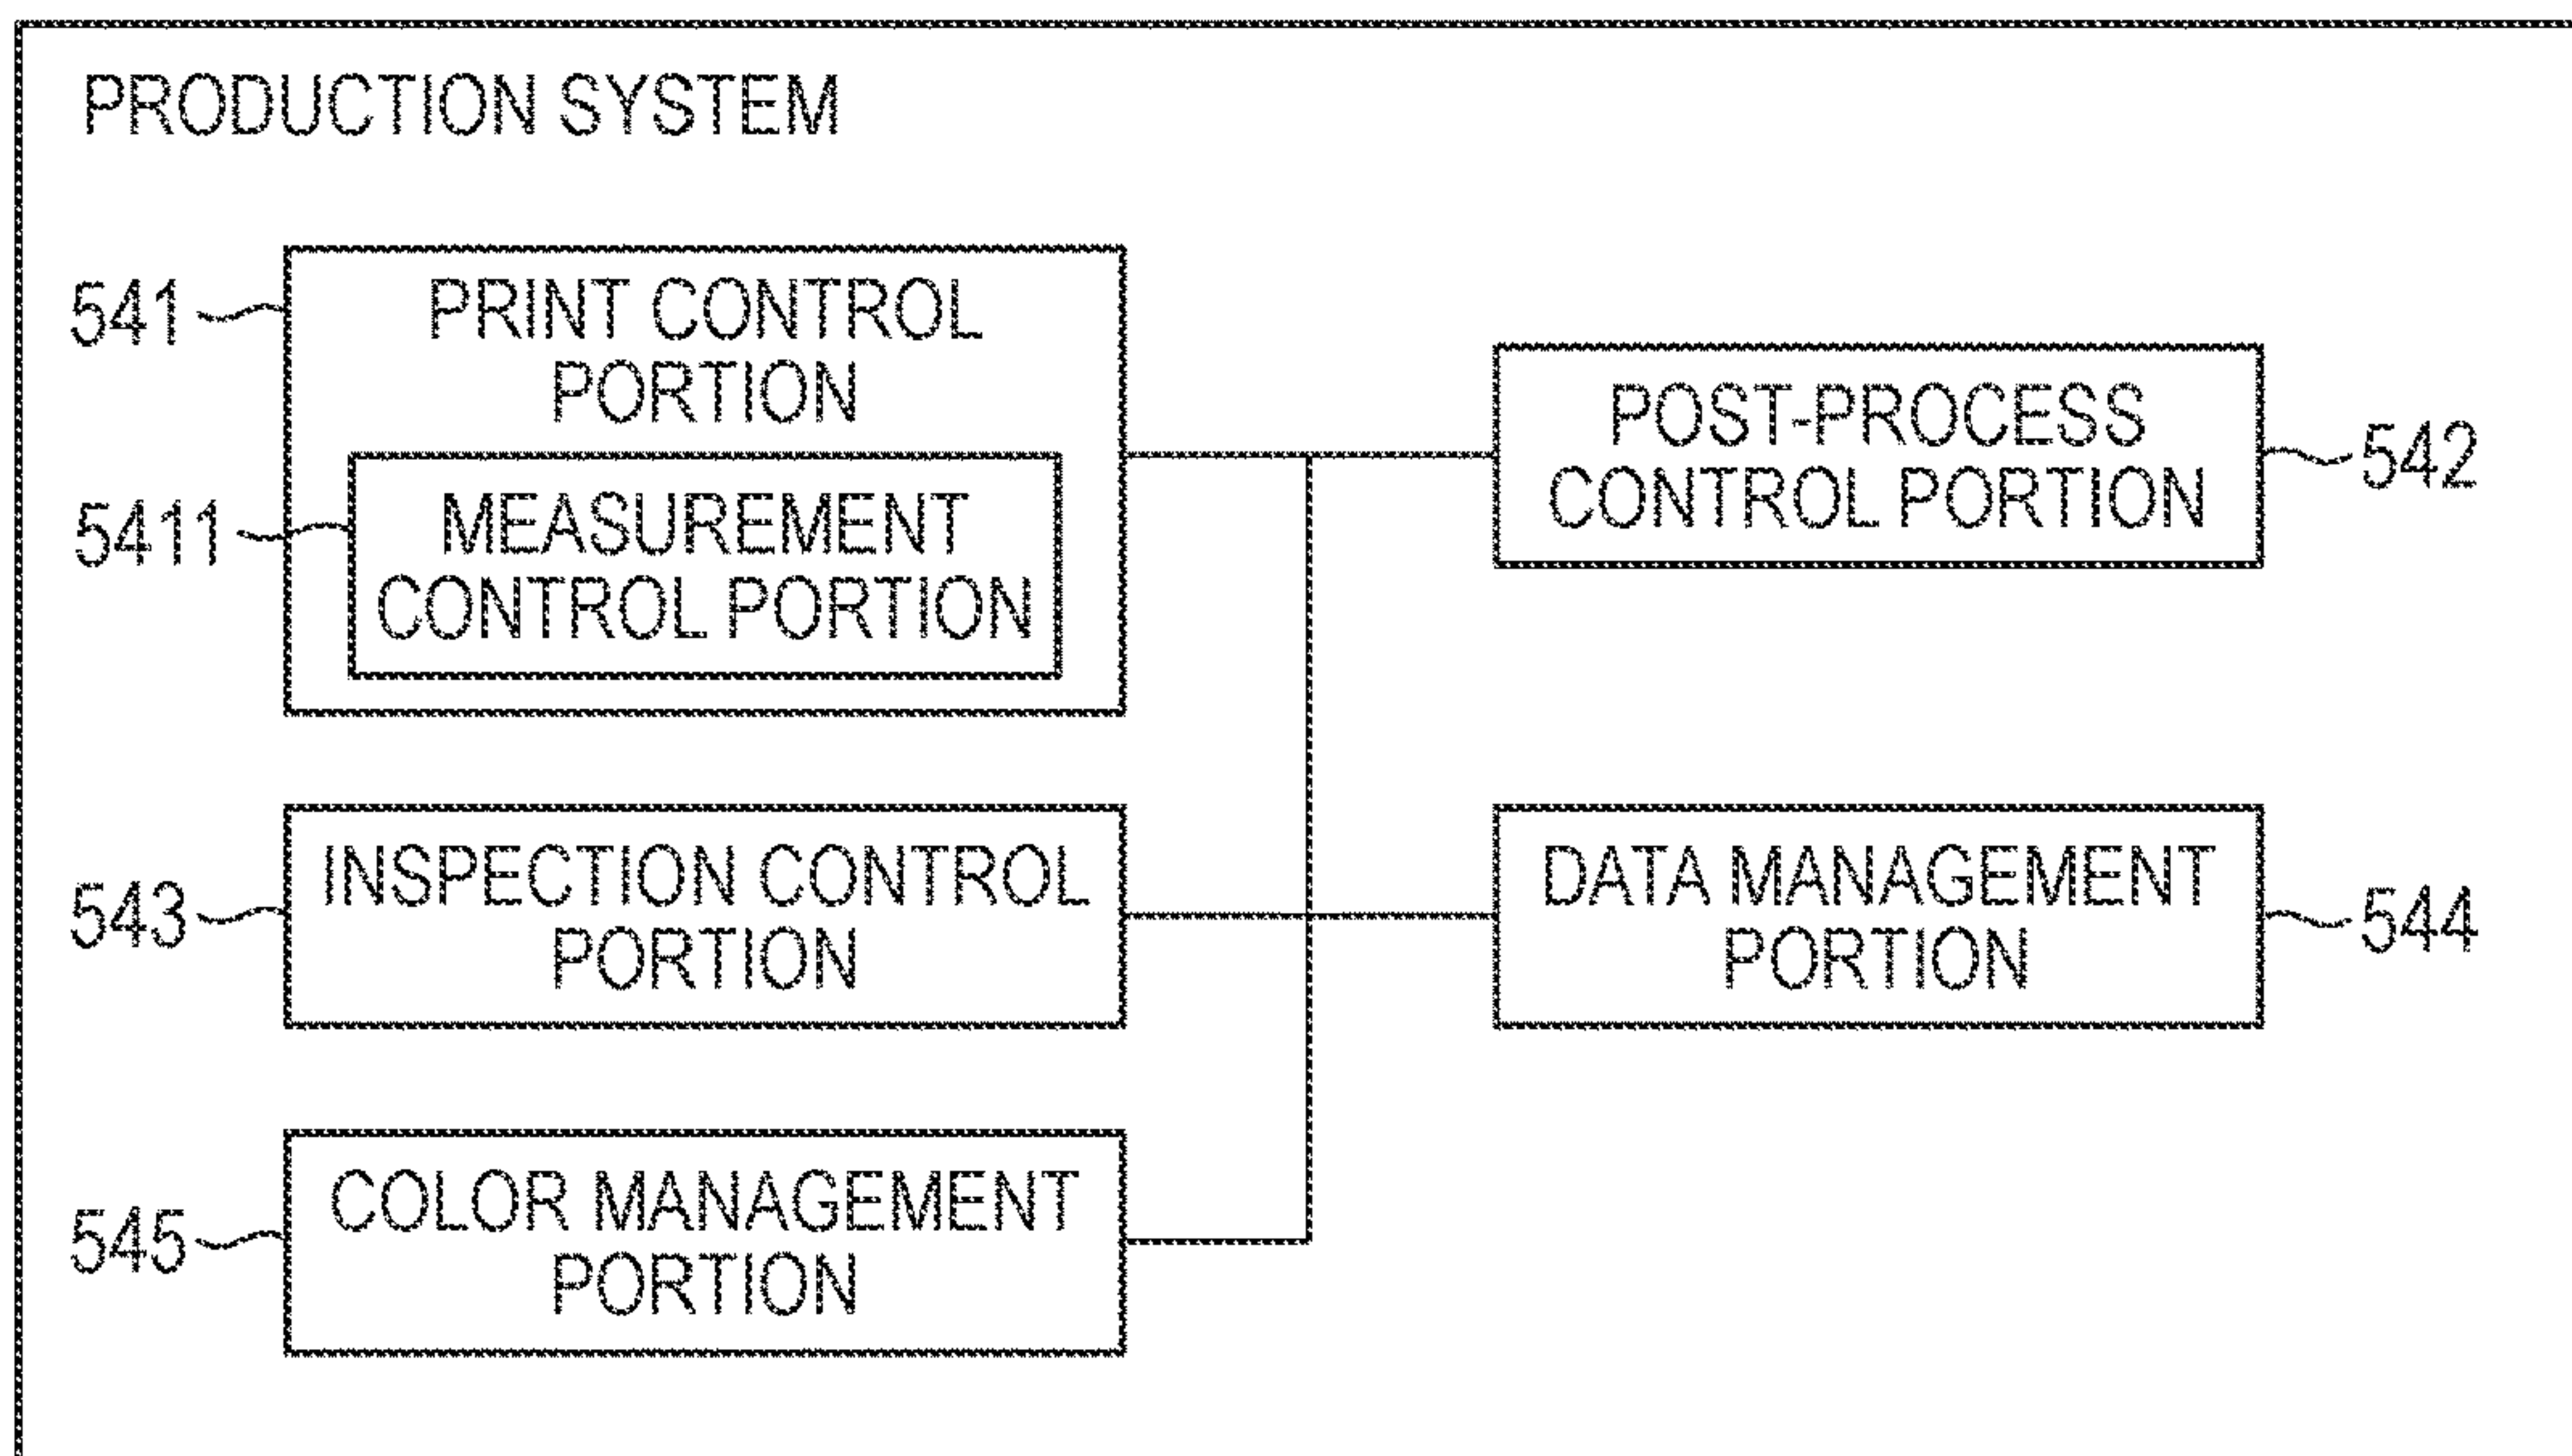 PRODUCTION SYSTEM
541
PRINT CONTROL
PORTION
5411
MEASUREMENT
CONTROL PORTION
POST-PROCESS
CONTROL PORTION
542
543
INSPECTION CONTROL
PORTION
DATA MANAGEMENT
PORTION
544
545
COLOR MANAGEMENT
PORTION